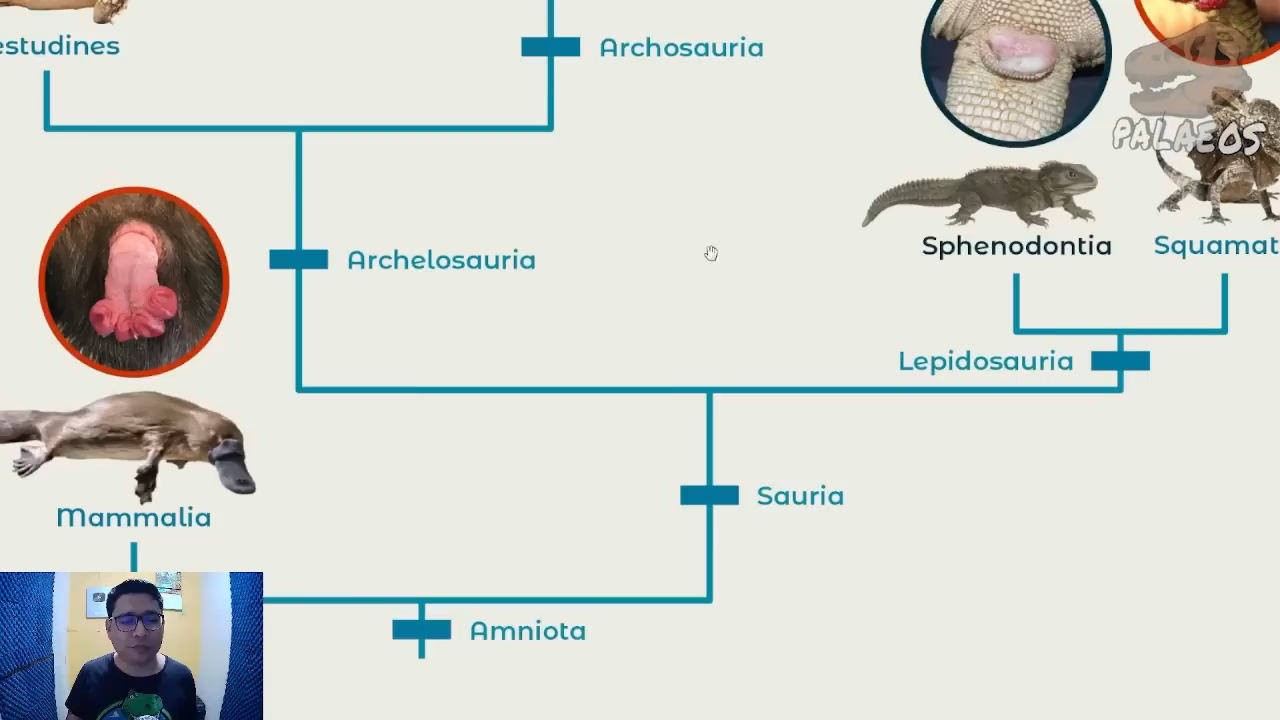 estudines
Archosauria
PALAEOS
Sphenodontia
Squamat
Archelosauria
Lepidosauria
Sauria
Mammalia
Amniota